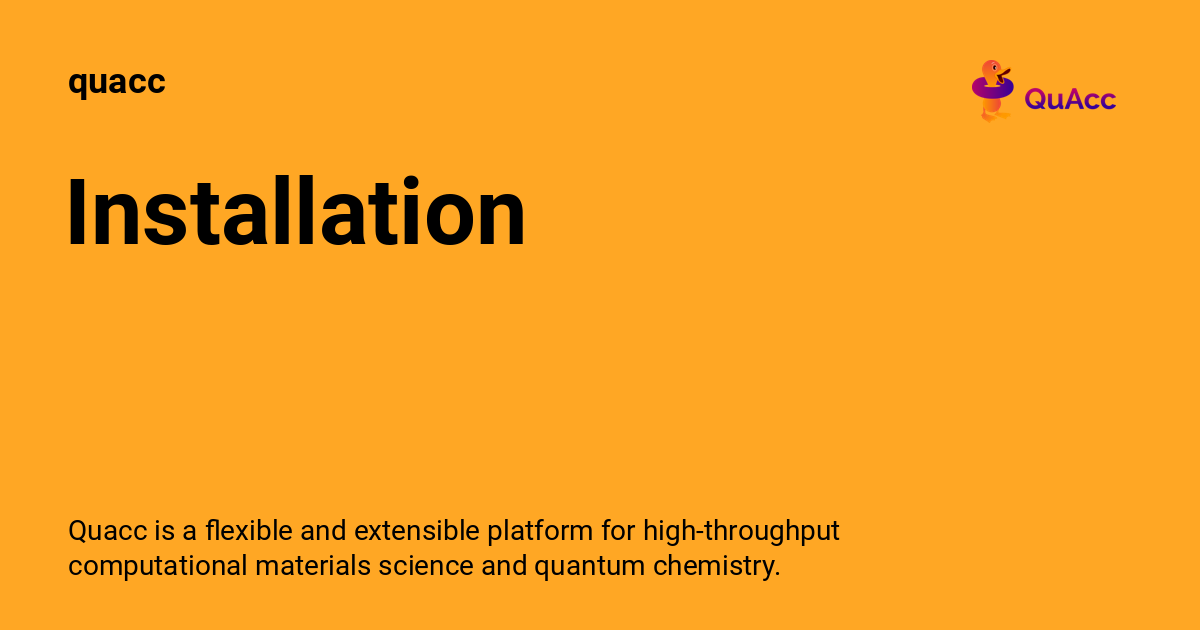 quacc
QuAcc
Installation
Quacc is a flexible and extensible platform for high-throughput
computational materials science and quantum chemistry.